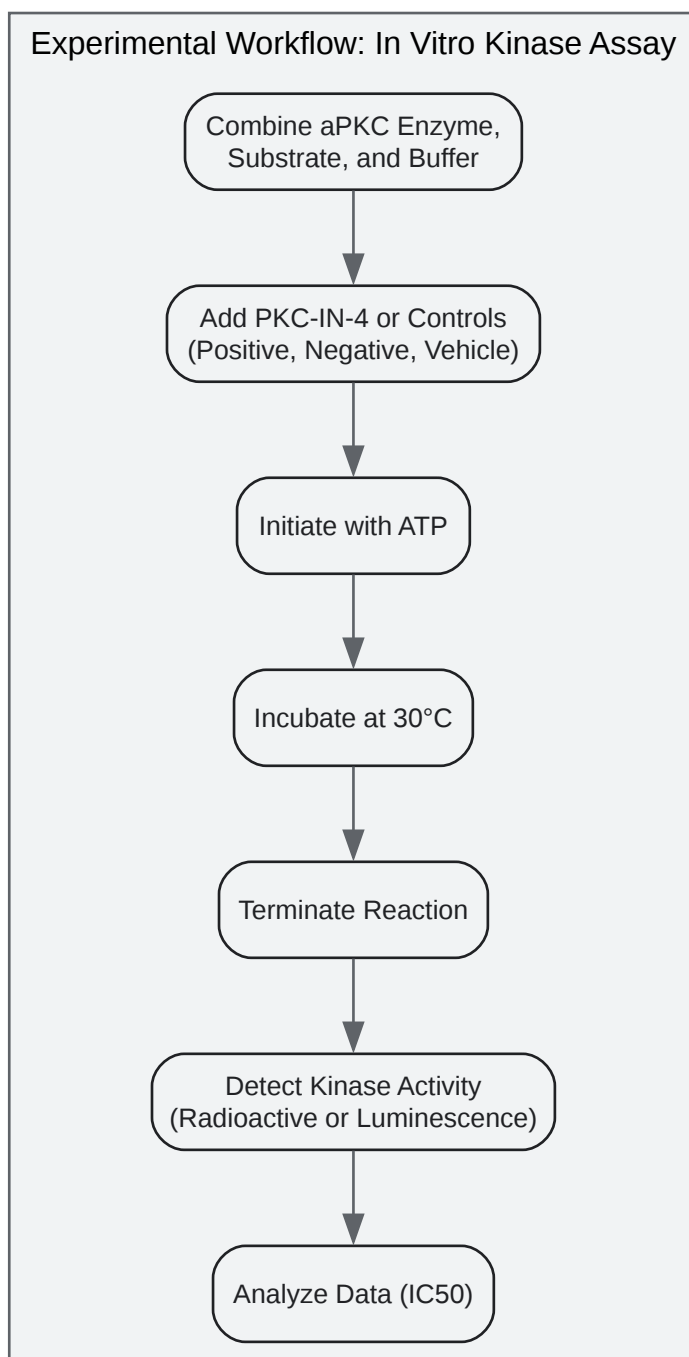 Experimental Workflow: In Vitro Kinase Assay
Combine aPKC Enzyme,
Substrate, and Buffer
Add PKC-IN-4 or Controls
(Positive, Negative, Vehicle)
Initiate with ATP
Incubate at 30°C
Terminate Reaction
Detect Kinase Activity
(Radioactive or Luminescence)
Analyze Data (IC50)